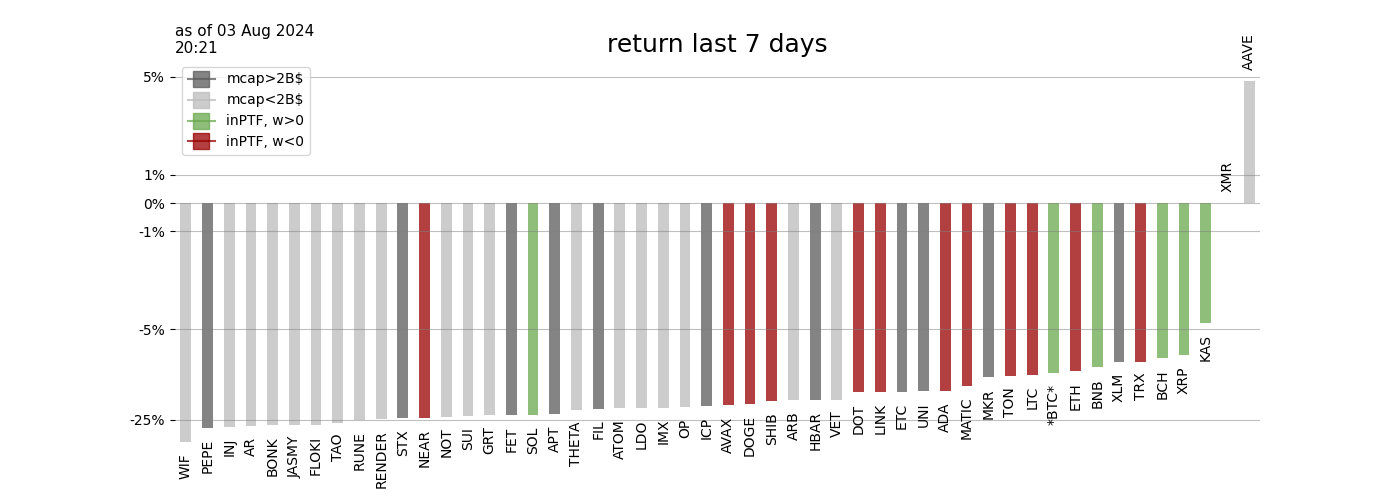 as of 03 Aug 2024
20:21
return last 7 days
mcap>2B$
mcap<2B$
inPTF, w>0
inPTF, w<0
5%
1%
0%
-1%
-5%
-25%
WIF
PEPE
INJ
AR
BONK
JASMY
FLOKI
TAO
RUNE
RENDER
STX
NEAR
NOT
SUI
GRT
FET
SOL
APT
THETA
FIL
ATOM
LDO
IMX
OP
ICP
AVAX
DOGE
SHIB
ARB
HBAR
VET
DOT
LINK
ETC
UNI
ADA
MATIC
MKR
TON
LTC
*BTC*
ETH
BNB
XLM
TRX
BCH
XRP
KAS
XMR
AAVE